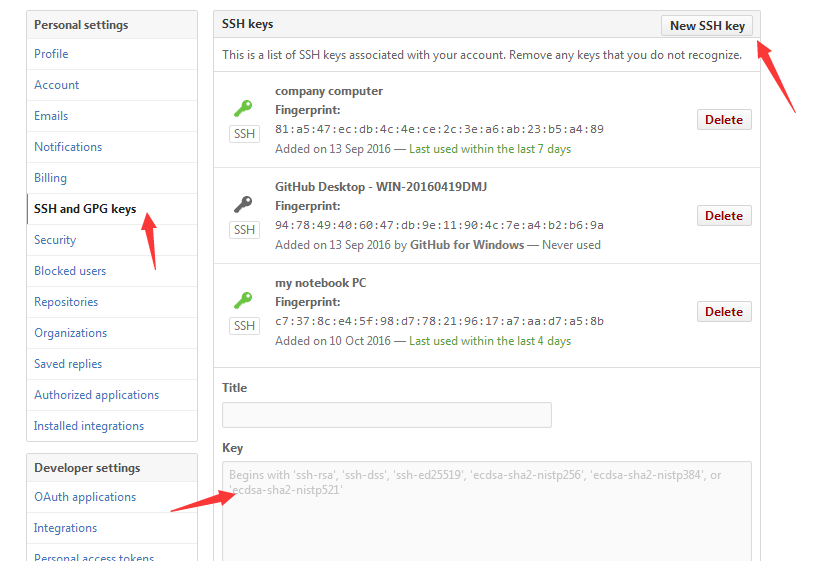 Personal settings
Profile
Account
Emails
Notifications
Billing
SSH and GPG keys
Security
Blocked users
Repositories
Organizations
Saved replies
Authorized applications
Installed integrations
Developer settings
OAuth applications
Integrations
Personal access tokens
SSH keys
New SSH key
This is a list of SSH keys associated with your account. Remove any keys that you do not recognize.
SSH
company computer
Fingerprint:
81:a5:47:ec:db:4c:4e:ce:2c:3e:a6:ab:23:b5:a4:89
Added on 13 Sep 2016 — Last used within the last 7 days
Delete
SSH
GitHub Desktop - WIN-20160419DMJ
Fingerprint:
94:78:49:40:60:47:db:9e:11:90:4c:7e:a4:b2:b6:9a
Added on 13 Sep 2016 by GitHub for Windows — Never used
Delete
SSH
my notebook PC
Fingerprint:
c7:37:8c:e4:5f:98:d7:78:21:96:17:a7:aa:d7:a5:8b
Added on 10 Oct 2016 — Last used within the last 4 days
Delete
Title
Key
Begins with 'ssh-rsa', 'ssh-dss', 'ssh-ed25519', 'ecdsa-sha2-nistp256', 'ecdsa-sha2-nistp384', or
'ecdsa-sha2-nistp521'